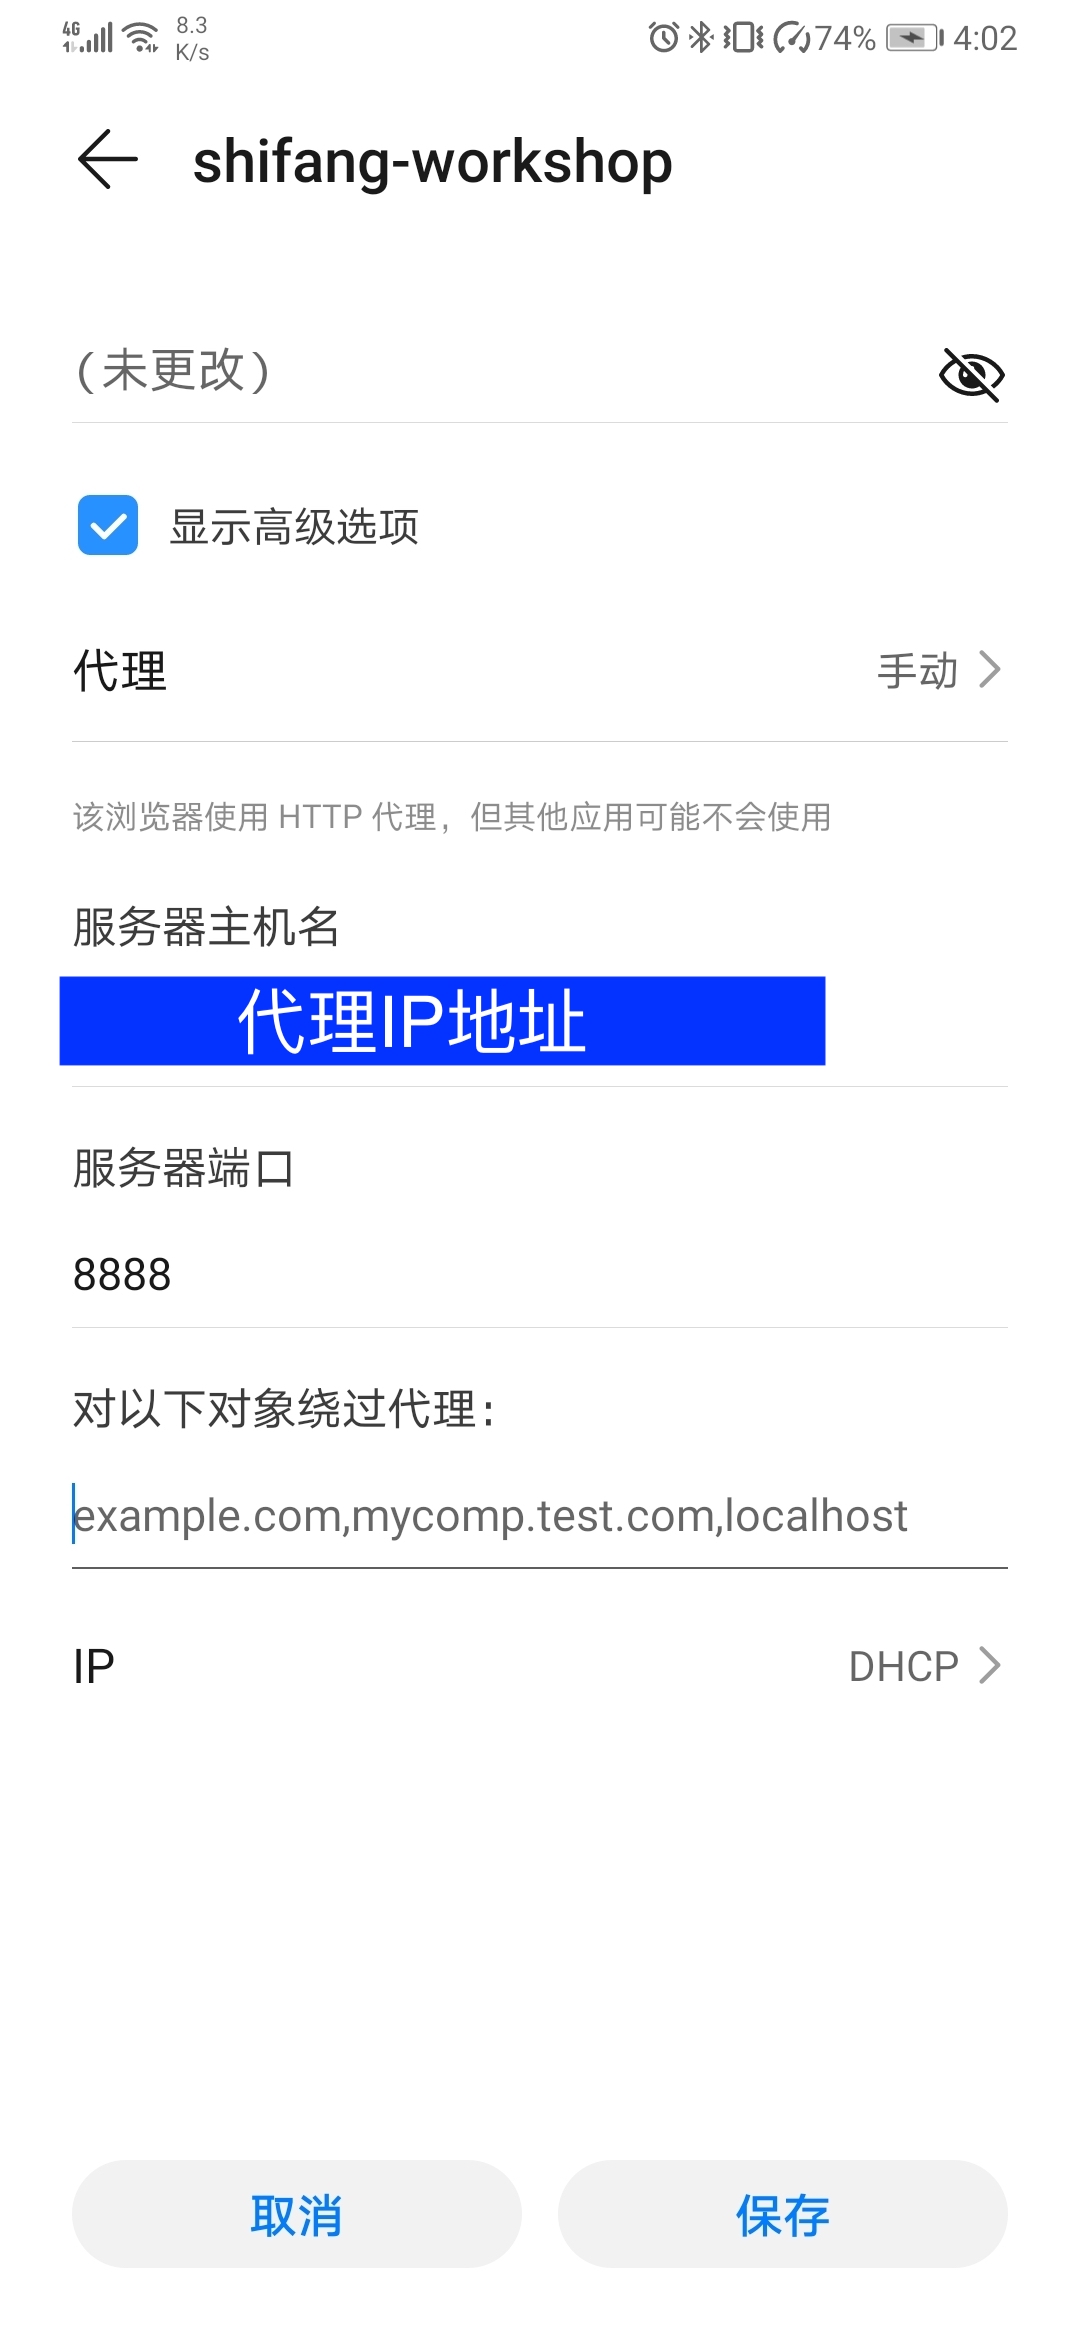 4G
8.3
K/s
74%
4:02
shifang-workshop
(未更改)
显示高级选项
代理
手动
该浏览器使用 HTTP 代理，但其他应用可能不会使用
服务器主机名
代理IP地址
服务器端口
8888
对以下对象绕过代理:
example.com,mycomp.test.com,localhost
IP
DHCP
取消
保存